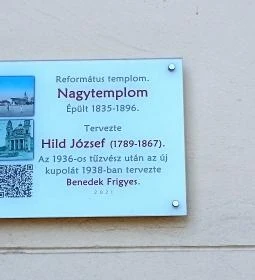 Református templom.
Nagytemplom
Épült 1835-1896.
Tervezte
Hild József (1789-1867).
Az 1936-os tűzvész után az új
kupolát 1938-ban tervezte
Benedek Frigyes.
2021